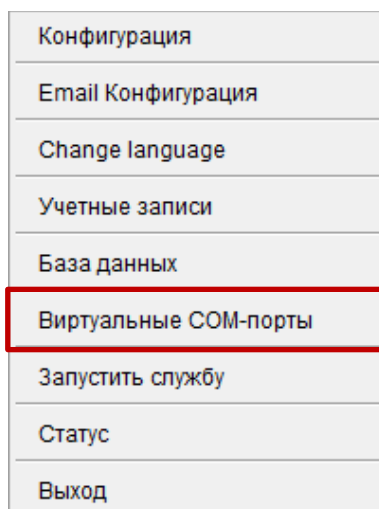 Конфигурация
Email Конфигурация
Change language
Учетные записи
База данных
Виртуальные COM-порты
Запустить службу
Статус
Выход